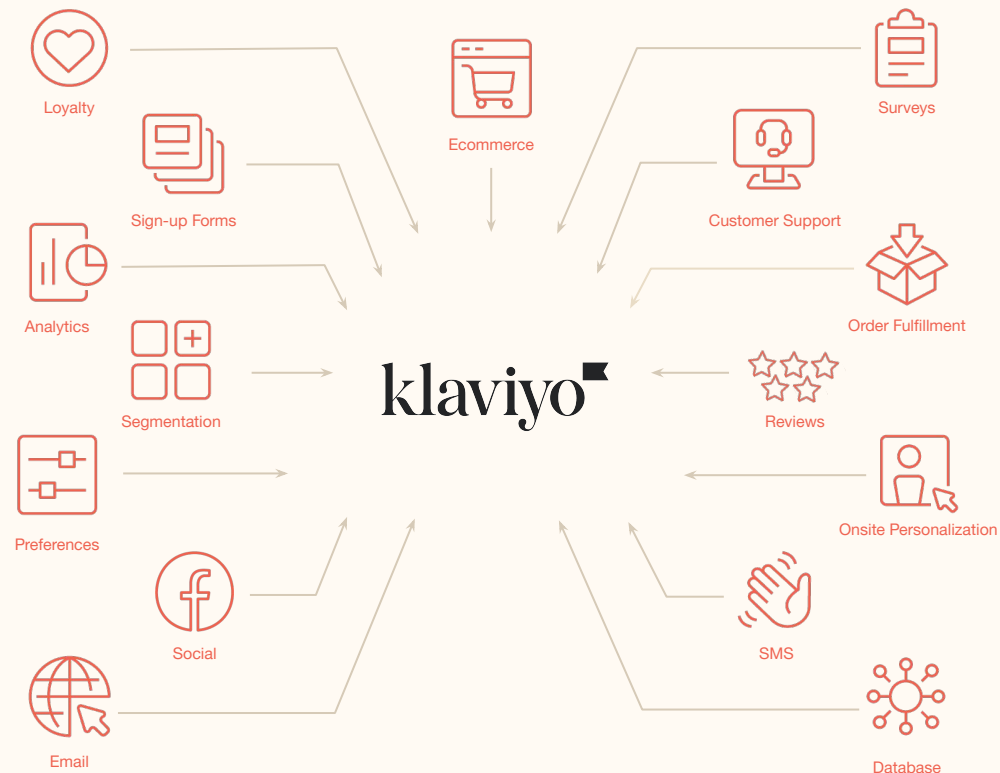 Loyalty
Ecommerce
Surveys
Sign-up Forms
Customer Support
Analytics
Order Fulfillment
Segmentation
klaviyo
Reviews
Preferences
Onsite Personalization
Social
SMS
Email
Database